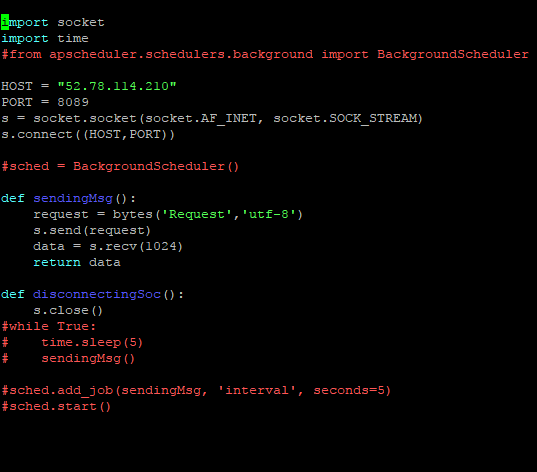 import socket
import time
#from apscheduler.schedulers.background import BackgroundScheduler
HOST = "52.78.114.210"
PORT = 8089
s = socket.socket(socket.AF_INET, socket.SOCK_STREAM)
s.connect((HOST,PORT))
#sched = BackgroundScheduler()
def sendingMsg():
    request = bytes('Request','utf-8')
    s.send(request)
    data = s.recv(1024)
    return data
def disconnectingSoc():
    s.close()
#while True:
#    time.sleep(5)
#    sendingMsg()
#sched.add_job(sendingMsg, 'interval', seconds=5)
#sched.start()